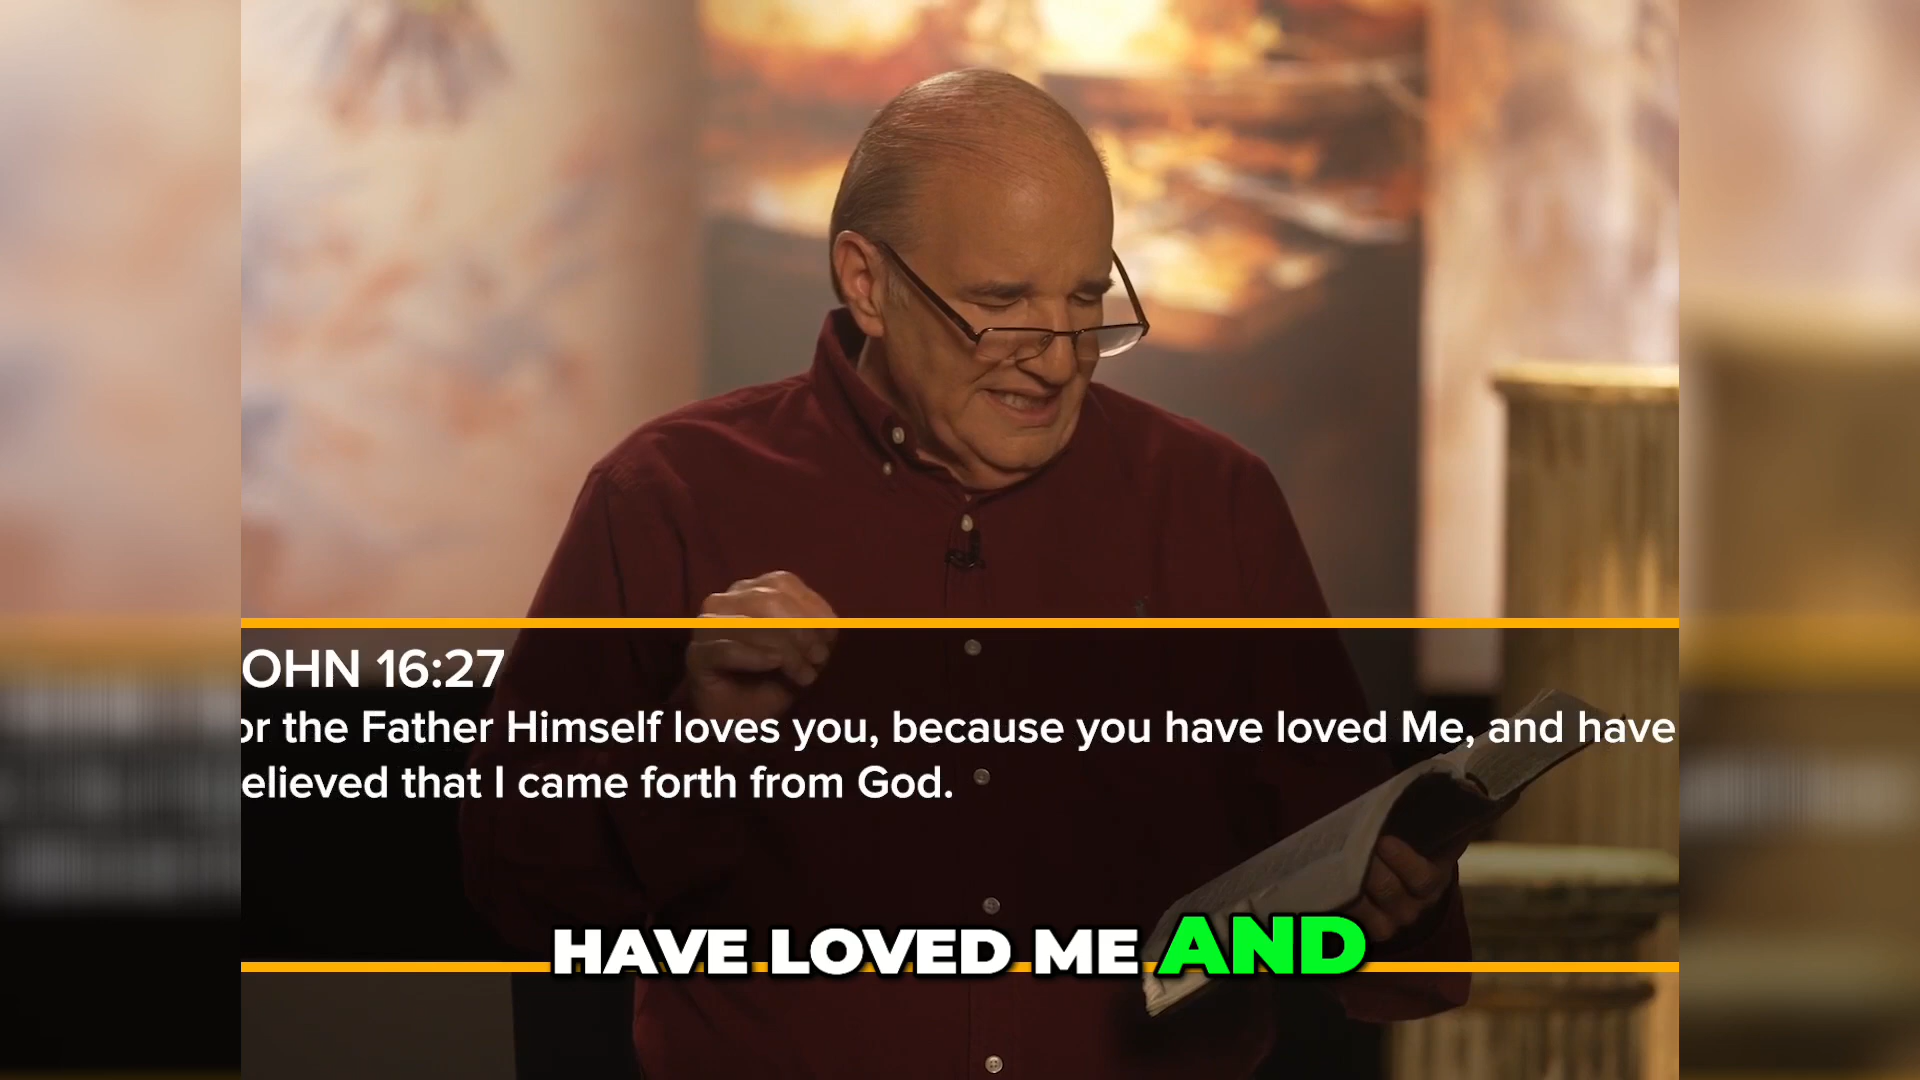 OHN 16:27
or the Father Himself loves you, because you have loved Me, and have
elieved that I came forth from God.
HAVE LOVED ME AND